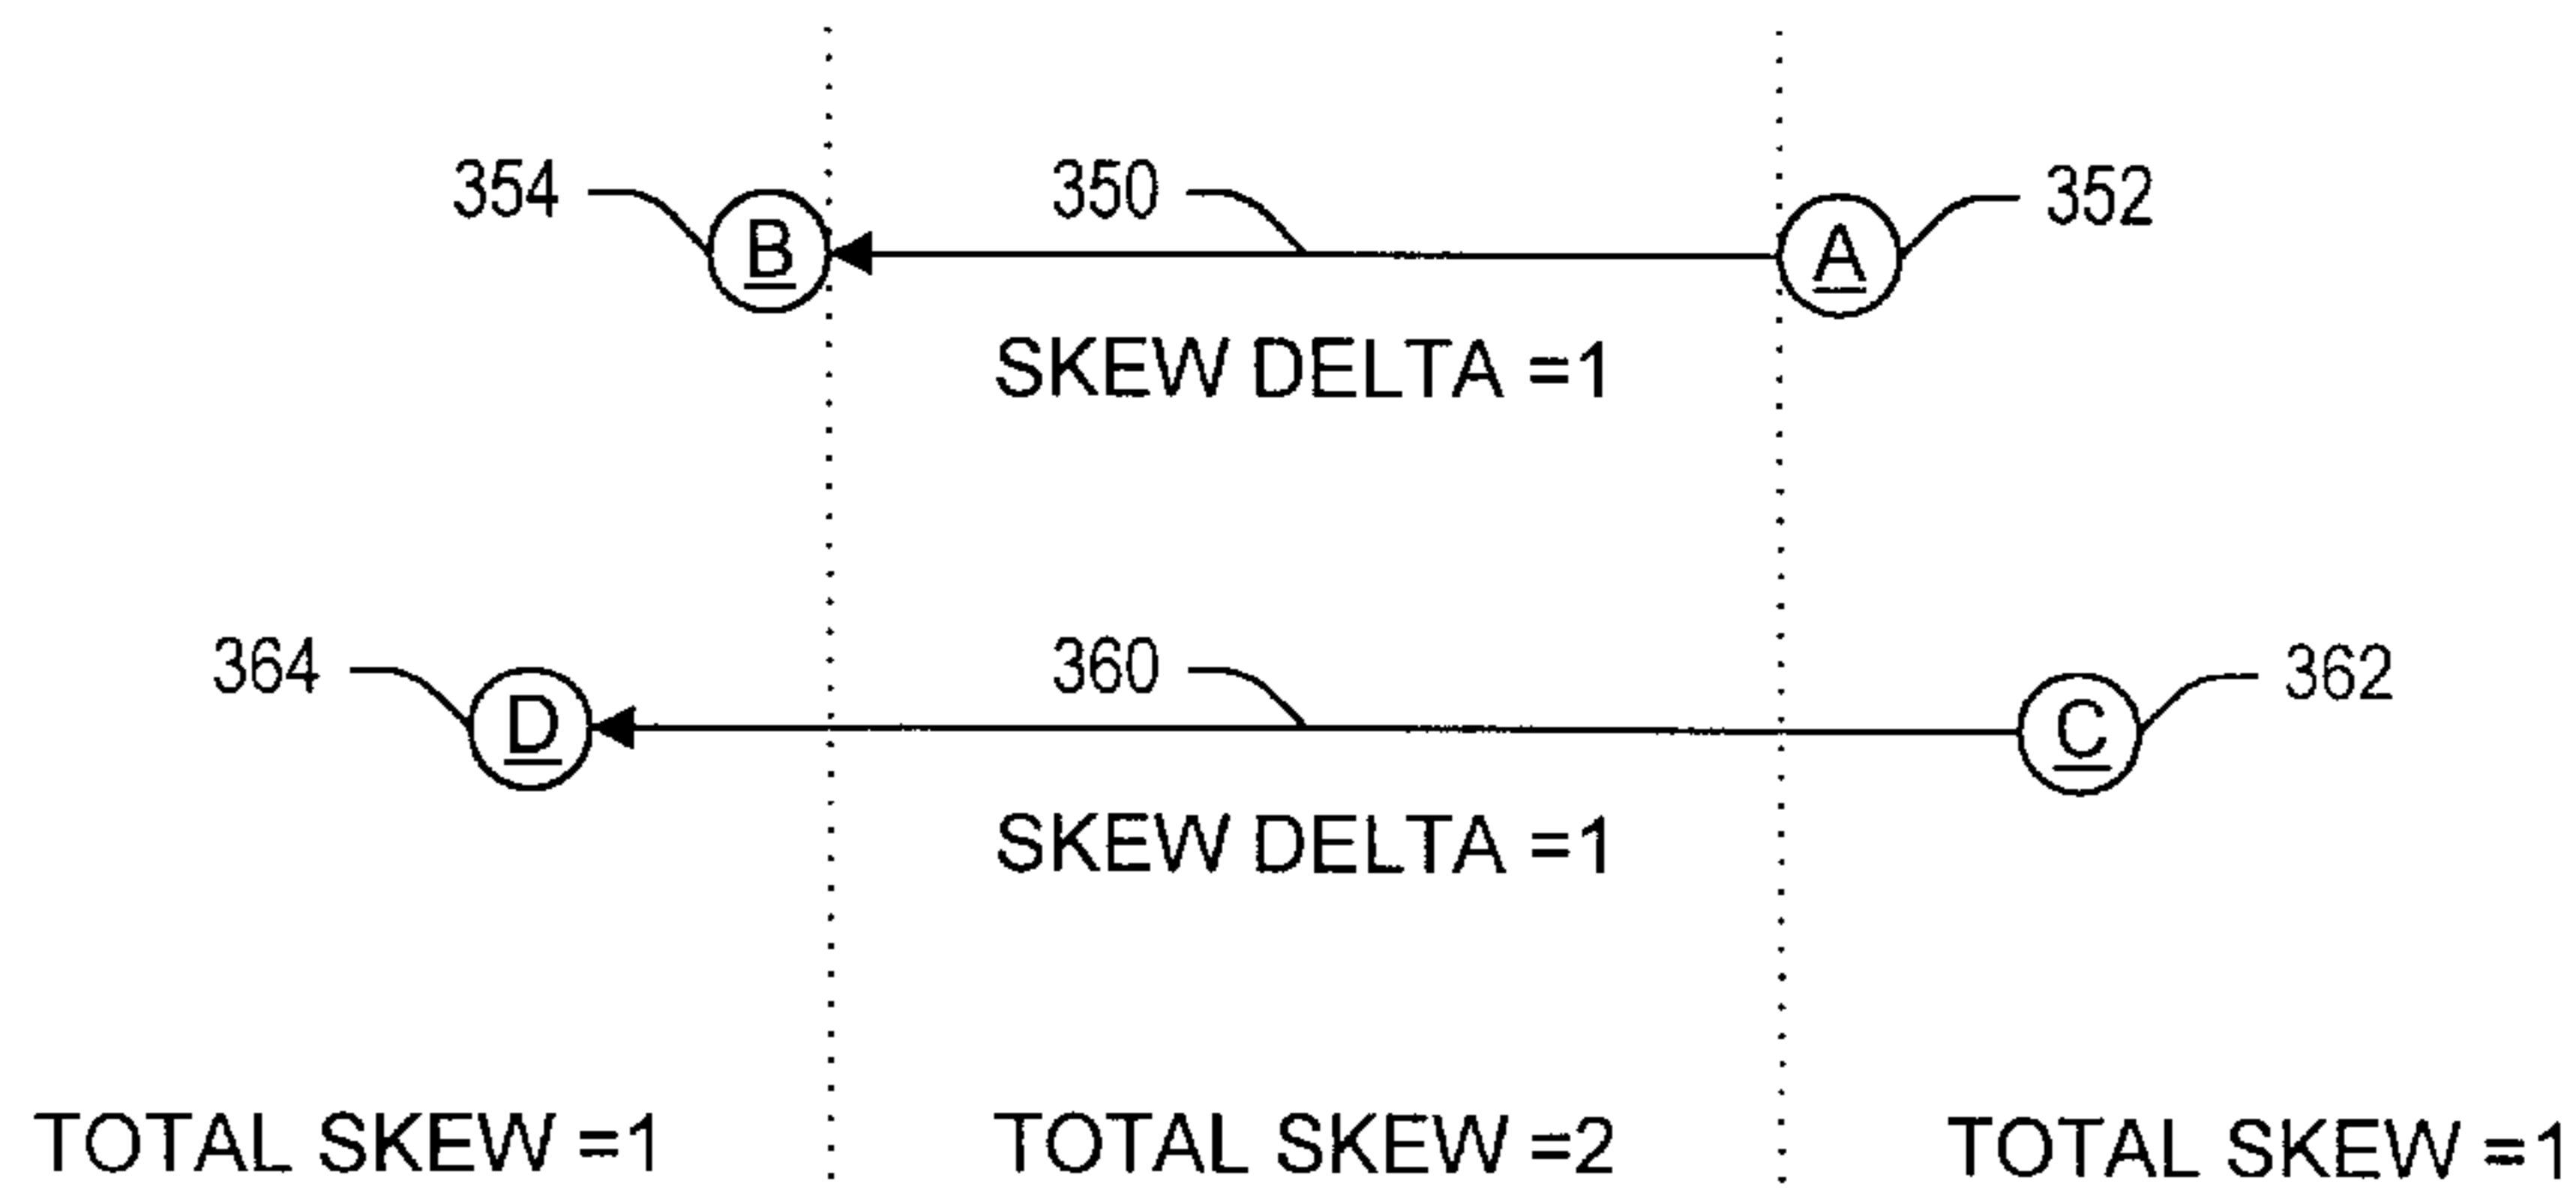 354
B
350
A
352
SKEW DELTA =1
364
D
360
C
362
SKEW DELTA =1
TOTAL SKEW =1
TOTAL SKEW =2
TOTAL SKEW =1